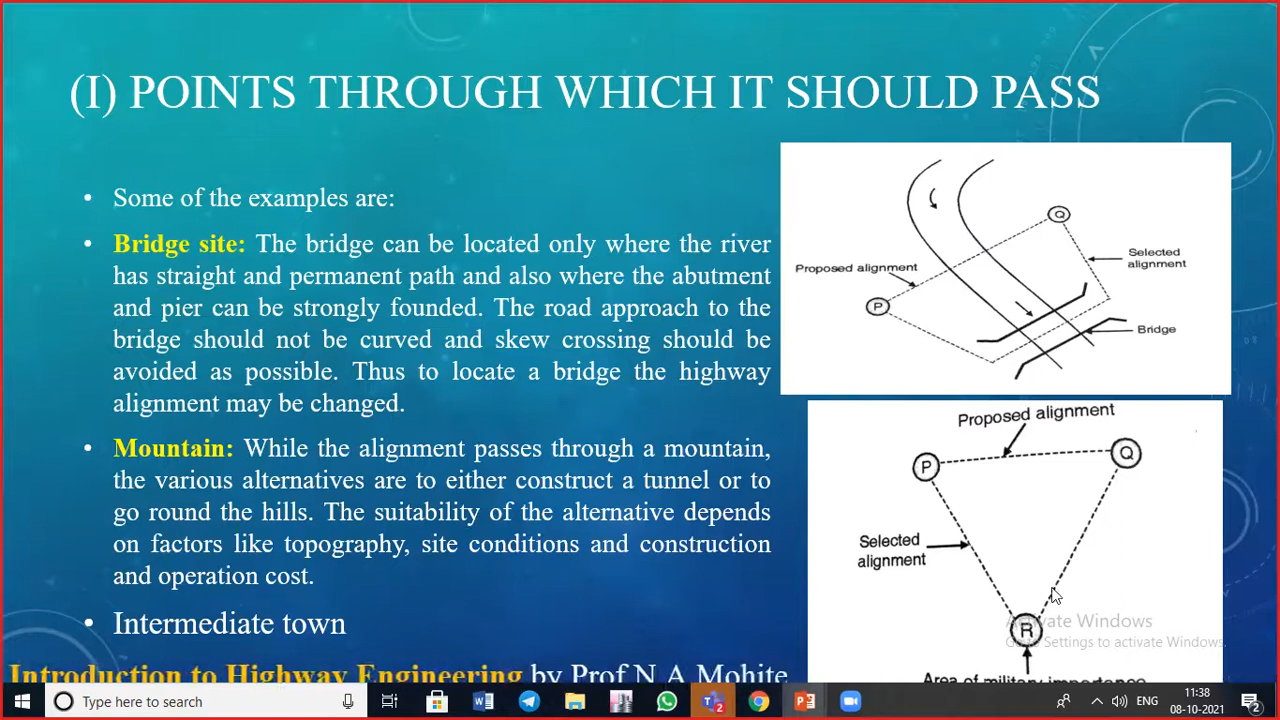 (I) POINTS THROUGH WHICH IT SHOULD PASS
• Some of the examples are:
• Bridge site: The bridge can be located only where the river
has straight and permanent path and also where the abutment
and pier can be strongly founded. The road approach to the
bridge should not be curved and skew crossing should be
avoided as possible. Thus to locate a bridge the highway
alignment may be changed.
• Mountain: While the alignment passes through a mountain,
the various alternatives are to either construct a tunnel or to
go round the hills. The suitability of the alternative depends
on factors like topography, site conditions and construction
and operation cost.
• Intermediate town
Introduction to Highway Engineering by Prof N A Mohite
Q
Selected
alignment
Proposed alignment
P
Bridge
Proposed alignment
P
Q
Selected
alignment
R
Area of military importance
Activate Windows
Go to Settings to activate Windows.
Type here to search
2
ENG
11:38
08-10-2021
2